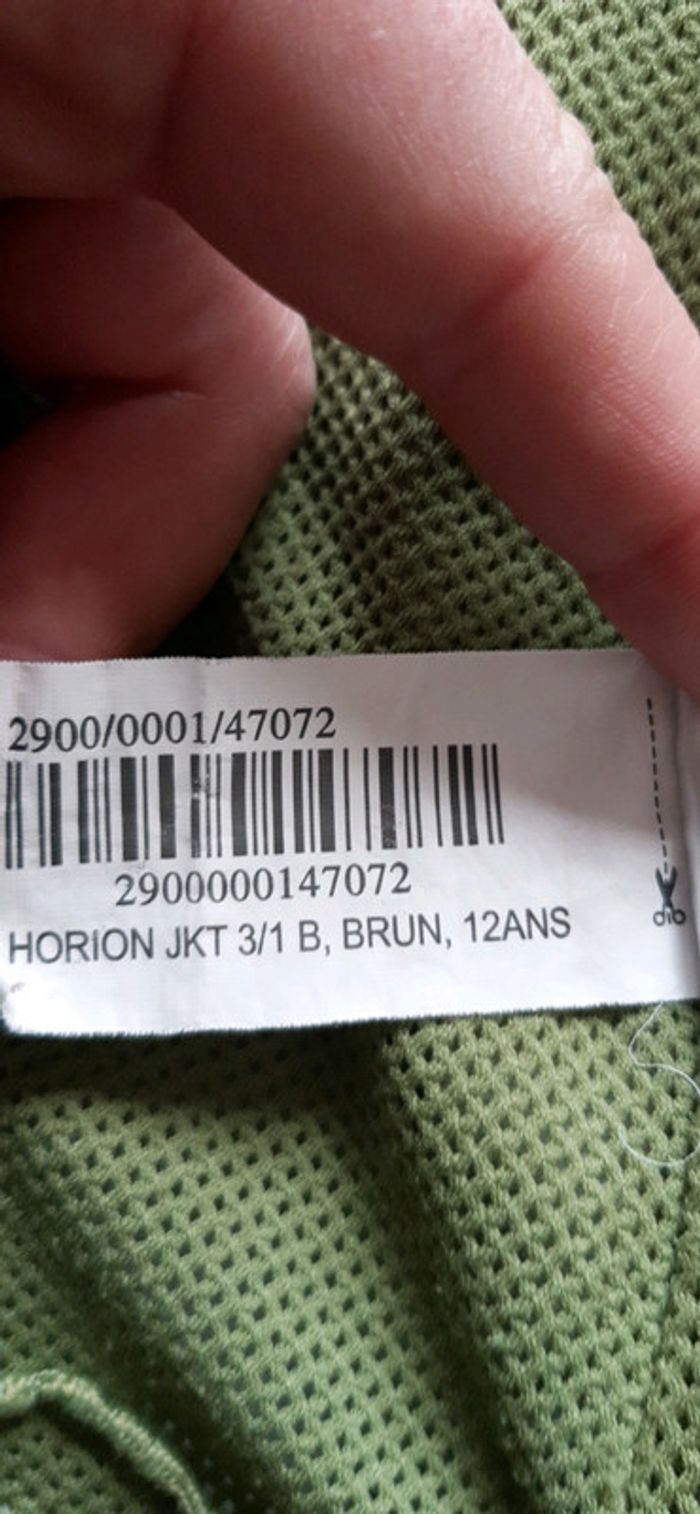 2900/0001/47072
2900000147072
HORION JKT 3/1 B, BRUN, 12ANS